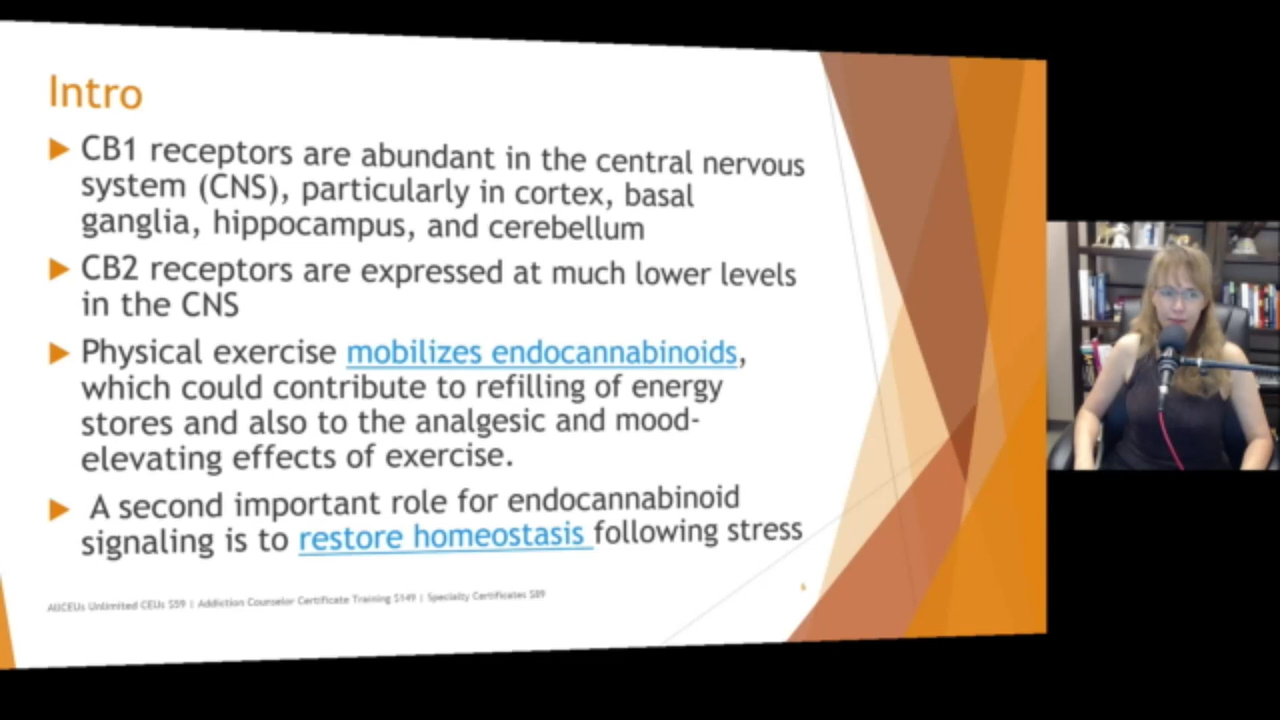 Intro
CB1 receptors are abundant in the central nervous
system (CNS), particularly in cortex, basal
ganglia, hippocampus, and cerebellum
CB2 receptors are expressed at much lower levels
in the CNS
Physical exercise mobilizes endocannabinoids,
which could contribute to refilling of energy
stores and also to the analgesic and mood-
elevating effects of exercise.
A second important role for endocannabinoid
signaling is to restore homeostasis following stress
AllCEUs Unlimited CEUs $59 | Addiction Counselor Certificate Training $149 | Specialty Certificates $89